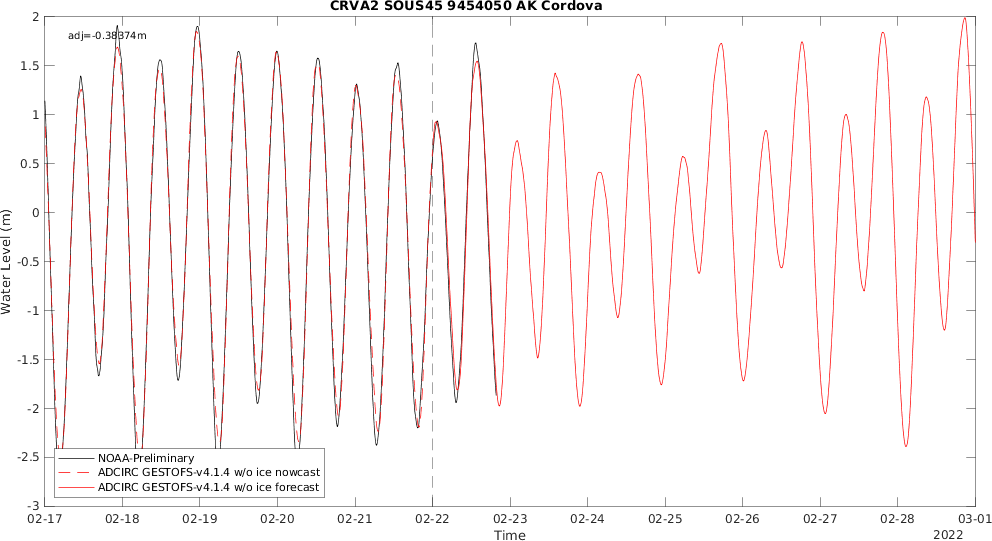 CRVA2 SOUS45 9454050 AK Cordova
adj=-0.38374m
Water Level (m)
2
1.5
1
0.5
0
-0.5
-1
-1.5
-2
-2.5
-3
NOAA-Preliminary
ADCIRC GESTOFS-v4.1.4 w/o ice nowcast
ADCIRC GESTOFS-v4.1.4 w/o ice forecast
02-17 02-18 02-19 02-20 02-21 02-22 02-23 02-24 02-25 02-26 02-27 02-28 03-01
Time
2022